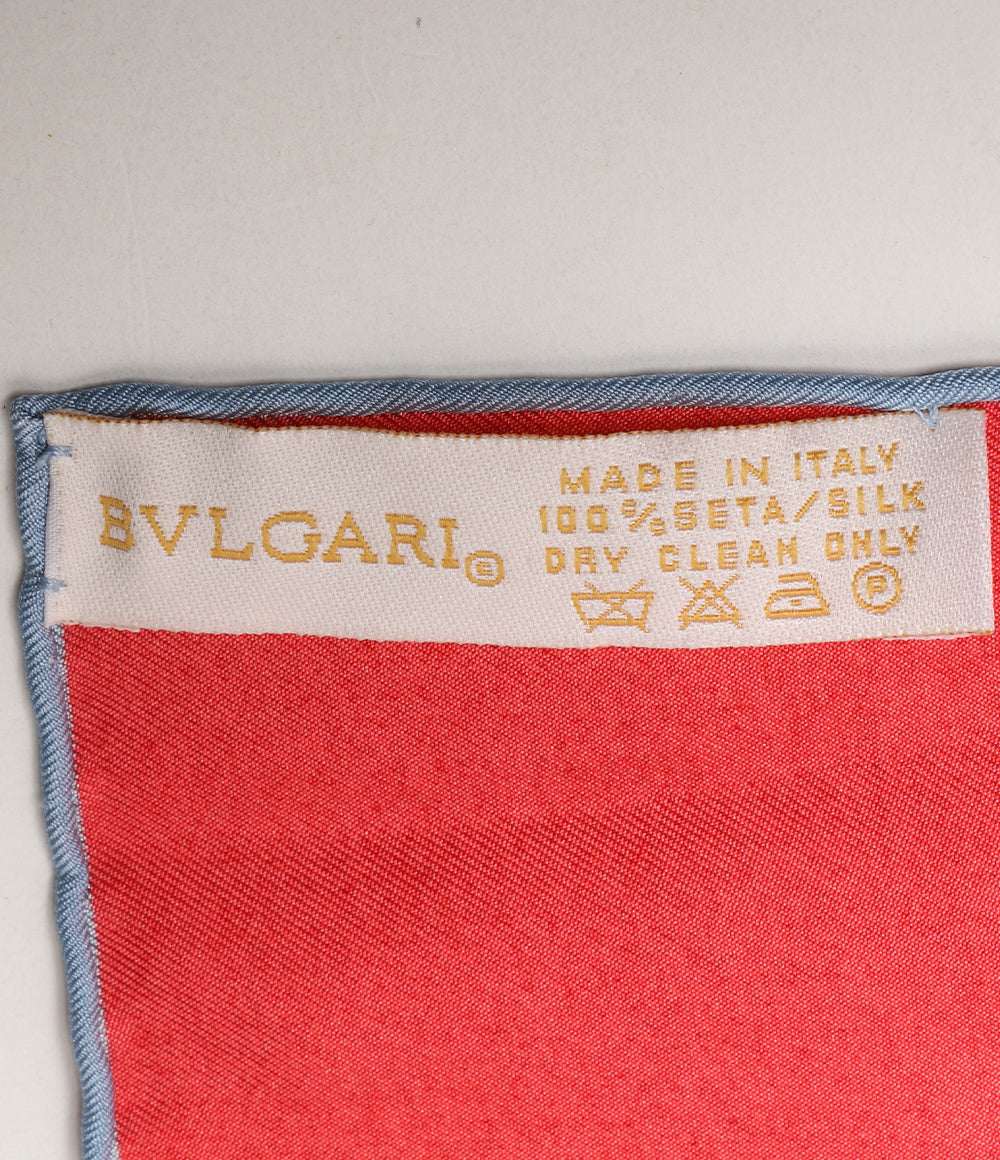 BVLGARI©
MADE IN ITALY
100% SETA/SILK
DRY CLEAN ONLY
P